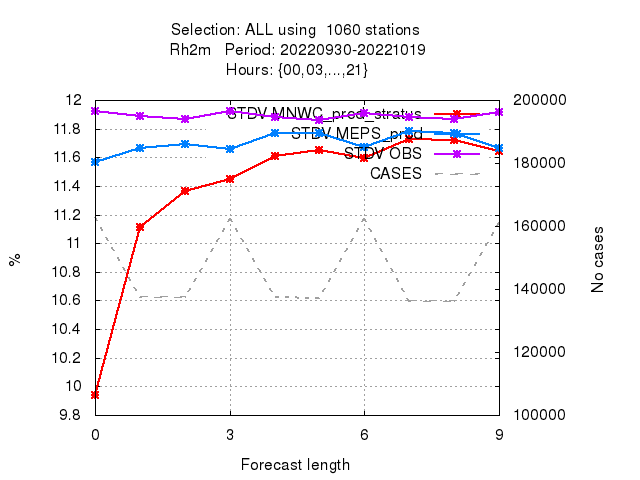 Selection: ALL using  1060 stations
Rh2m   Period: 20220930-20221019
Hours: {00,03,...,21}
STDV MNWC_prod_stratus
STDV MEPS_prod
STDV OBS
CASES
12
11.8
11.6
11.4
11.2
11
10.8
10.6
10.4
10.2
10
9.8
%
200000
180000
160000
140000
120000
100000
No cases
0
3
6
9
Forecast length